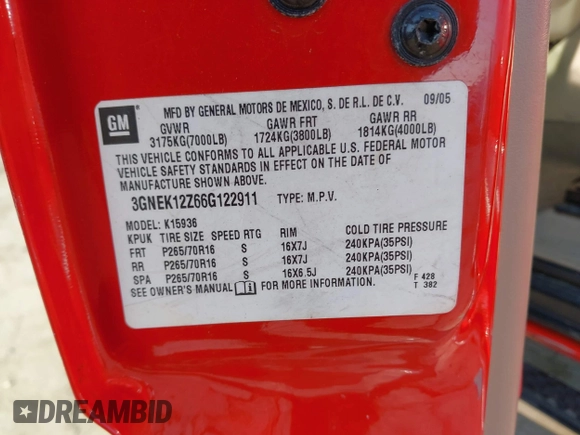 GM
MFD BY GENERAL MOTORS DE MEXICO, S. DE R.L. DE C.V. 09/05
GVWR GAWR FRT GAWR RR
3175KG(7000LB) 1724KG(3800LB) 1814KG(4000LB)
THIS VEHICLE CONFORMS TO ALL APPLICABLE U.S. FEDERAL MOTOR
VEHICLE SAFETY STANDARDS IN EFFECT ON THE DATE OF
MANUFACTURE SHOWN ABOVE.
3GNEK12Z66G122911 TYPE: M.P.V.
MODEL: K15936
KPUK TIRE SIZE SPEED RTG RIM COLD TIRE PRESSURE
FRT P265/70R16 S 16X7J 240KPA(35PSI)
RR P265/70R16 S 16X7J 240KPA(35PSI)
SPA P265/70R16 S 16X6.5J 240KPA(35PSI)
SEE OWNER'S MANUAL FOR MORE INFORMATION.
F 428
T 382
DREAMBID